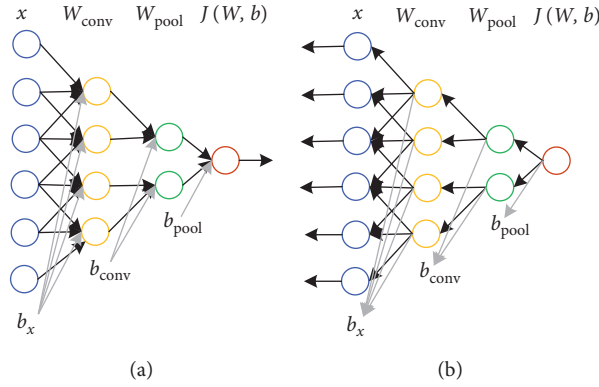 x W_conv W_pool J (W, b)
b_pool
b_conv
b_x
(a)
x W_conv W_pool J (W, b)
b_pool
b_conv
b_x
(b)